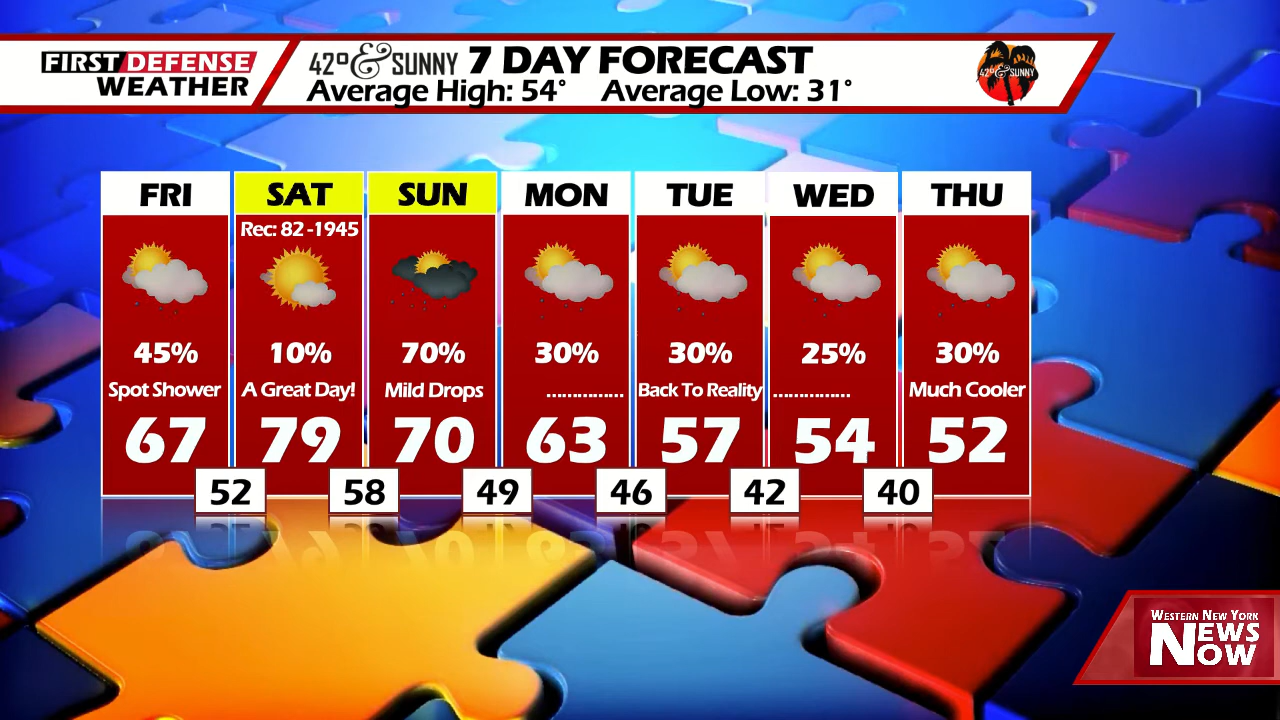 FIRST DEFENSE
WEATHER
42° & SUNNY 7 DAY FORECAST
Average High: 54° Average Low: 31°
42° & SUNNY
FRI SAT SUN MON TUE WED THU
Rec: 82 -1945
45% 10% 70% 30% 30% 25% 30%
Spot Shower A Great Day! Mild Drops .............. Back To Reality .............. Much Cooler
67 79 70 63 57 54 52
52 58 49 46 42 40
WESTERN NEW YORK
NEWS
NOW